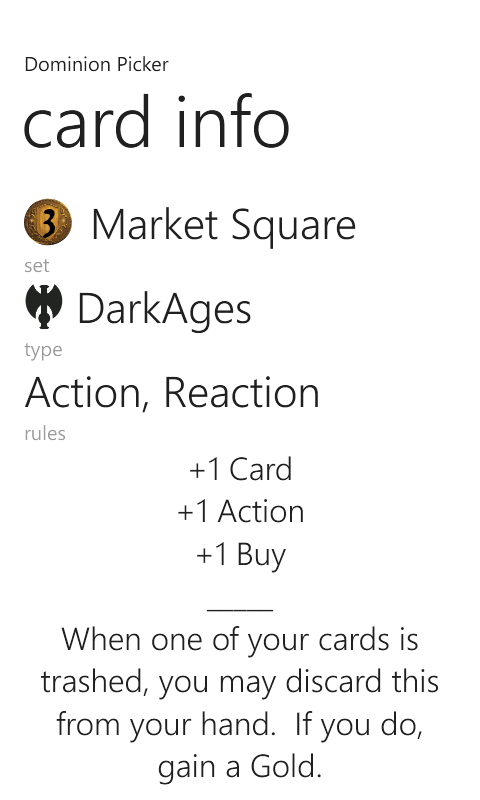 Dominion Picker
card info
3 Market Square
set
DarkAges
type
Action, Reaction
rules
+1 Card
+1 Action
+1 Buy
_____
When one of your cards is
trashed, you may discard this
from your hand.  If you do,
gain a Gold.